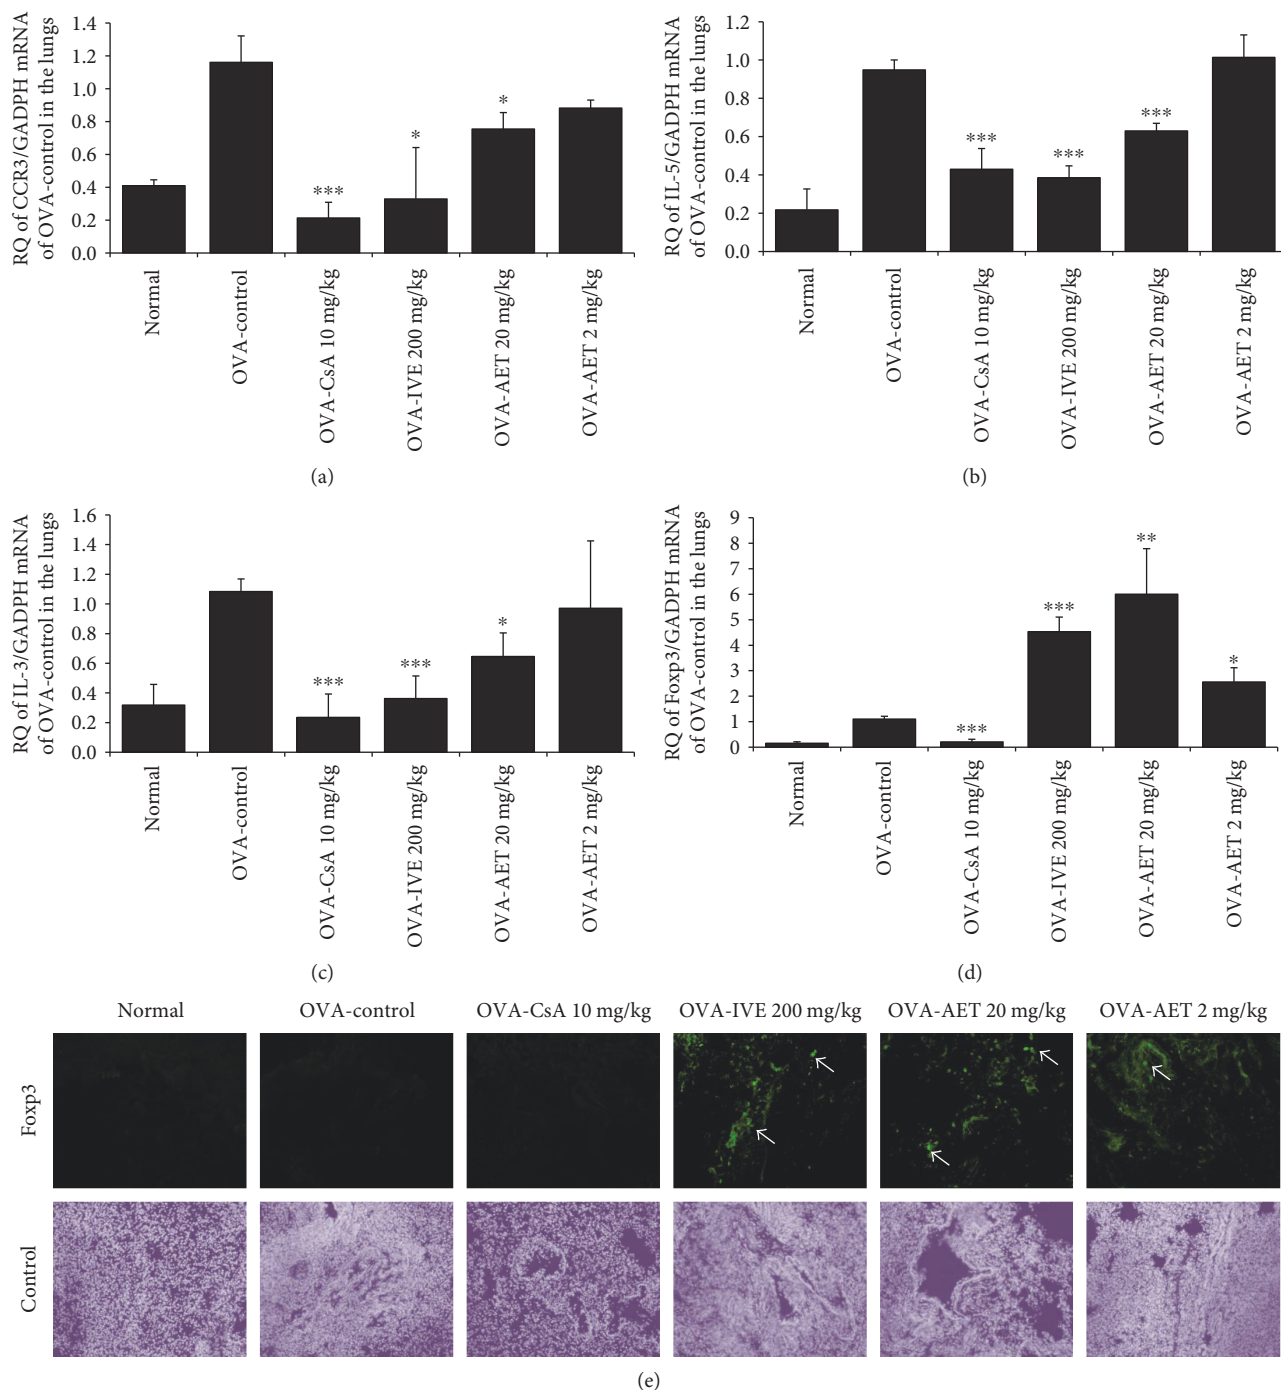 RQ of CCR3/GADPH mRNA
of OVA-control in the lungs
1.4
1.2
1.0
0.8
0.6
0.4
0.2
0.0
***
*
*
Normal
OVA-control
OVA-CsA 10 mg/kg
OVA-IVE 200 mg/kg
OVA-AET 20 mg/kg
OVA-AET 2 mg/kg
(a)
RQ of IL-5/GADPH mRNA
of OVA-control in the lungs
1.2
1.0
0.8
0.6
0.4
0.2
0.0
***
***
***
Normal
OVA-control
OVA-CsA 10 mg/kg
OVA-IVE 200 mg/kg
OVA-AET 20 mg/kg
OVA-AET 2 mg/kg
(b)
RQ of IL-3/GADPH mRNA
of OVA-control in the lungs
1.6
1.4
1.2
1.0
0.8
0.6
0.4
0.2
0.0
***
***
*
Normal
OVA-control
OVA-CsA 10 mg/kg
OVA-IVE 200 mg/kg
OVA-AET 20 mg/kg
OVA-AET 2 mg/kg
(c)
RQ of Foxp3/GADPH mRNA
of OVA-control in the lungs
9
8
7
6
5
4
3
2
1
0
***
***
**
*
Normal
OVA-control
OVA-CsA 10 mg/kg
OVA-IVE 200 mg/kg
OVA-AET 20 mg/kg
OVA-AET 2 mg/kg
(d)
Normal
OVA-control
OVA-CsA 10 mg/kg
OVA-IVE 200 mg/kg
OVA-AET 20 mg/kg
OVA-AET 2 mg/kg
Foxp3
Control
(e)